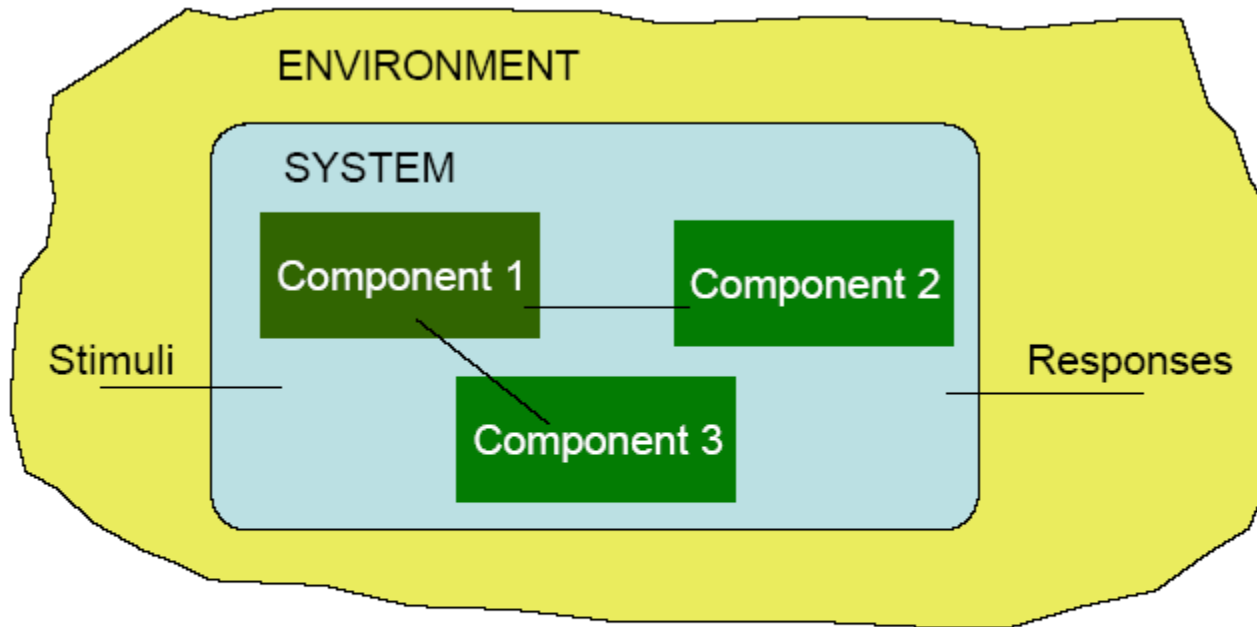 ENVIRONMENT
SYSTEM
Component 1
Component 2
Stimuli
Responses
Component 3